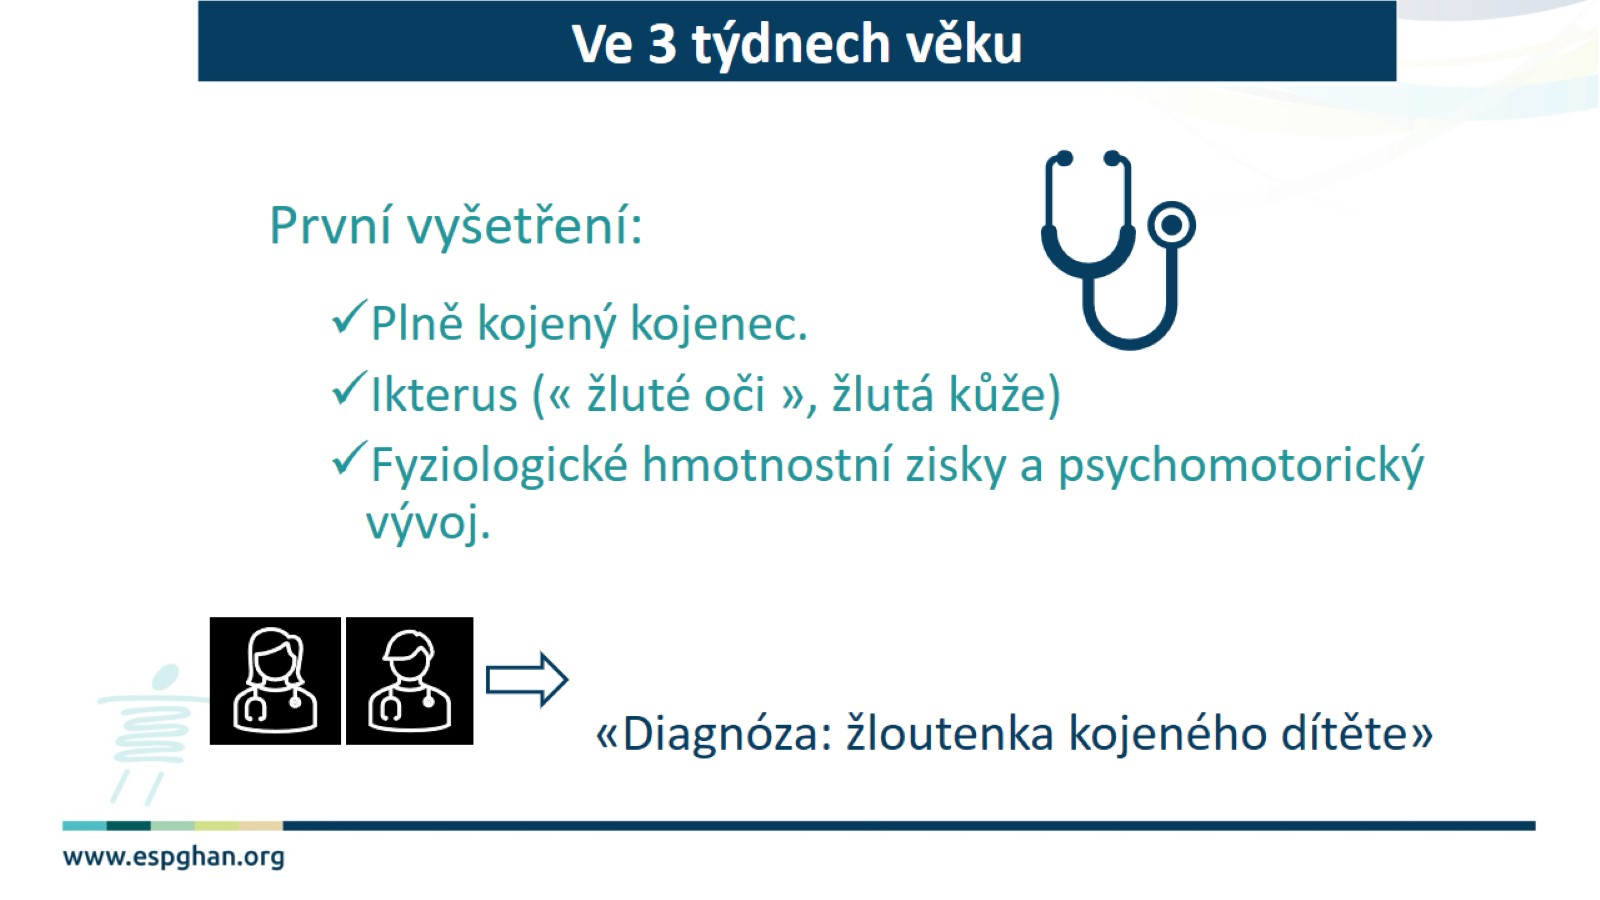 Ve 3 týdnech věku
První vyšetření:
✓Plně kojený kojenec.
✓Ikterus (« žluté oči », žlutá kůže)
✓Fyziologické hmotnostní zisky a psychomotorický
vývoj.
«Diagnóza: žloutenka kojeného dítěte»
www.espghan.org